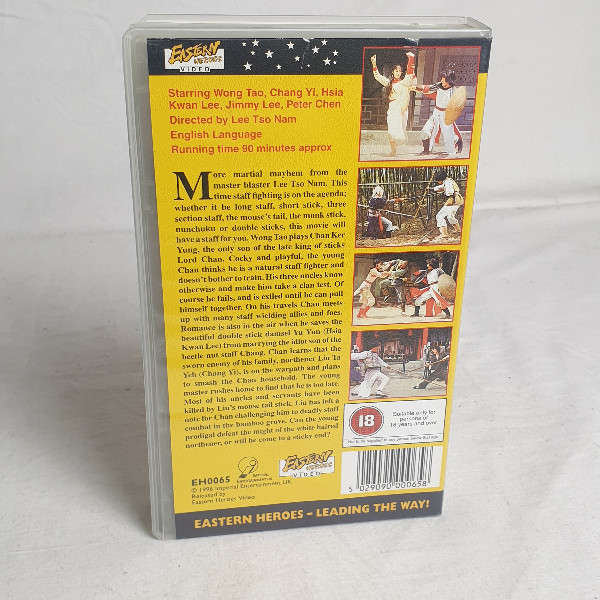 EASTERN
HEROES
VIDEO
Starring Wong Tao, Chang Yi, Hsia
Kwan Lee, Jimmy Lee, Peter Chen
Directed by Lee Tso Nam
English Language
Running time 90 minutes approx
More martial mayhem from the
master blaster Lee Tso Nam. This
time staff fighting is on the agenda;
whether it be long staff, short stick, three
section staff, the mouse's tail, the monk stick,
nunchuku or double sticks, this movie will
have a staff for you. Wong Tao plays Chan Ker
Yung, the only son of the late king of sticks
Lord Chan. Cocky and playful, the young
Chan thinks he is a natural staff fighter and
doesn't bother to train. His three uncles know
otherwise and make him take a clan test. Of
course he fails, and is exiled until he can pull
himself together. On his travels Chan meets
up with many staff wielding allies and foes.
Romance is also in the air when he saves the
beautiful double stick damsel Yu Yon (Hsia
Kwan Lee) from marrying the idiot son of the
beetle nut staff Chang. Chan learns that the
sworn enemy of his family, northener Liu Ta
Yeh (Chang Yi), is on the warpath and plans
to smash the Chan household. The young
master rushes home to find that he is too late.
Most of his uncles and servants have been
killed by Liu's mouse tail stick. Liu has left a
note for Chan challenging him to deadly staff
combat in the bamboo grove. Can the young
prodigal defeat the might of the white haired
northener, or will he come to a sticky end?
18
Suitable only for
persons of
18 years and over
EH0065
© 1996 Imperial Entertainment, UK.
Released by
Eastern Heroes Video
IMPERIAL
ENTERTAINMENT
EASTERN
HEROES
VIDEO
5 029090 000658
EASTERN HEROES - LEADING THE WAY!